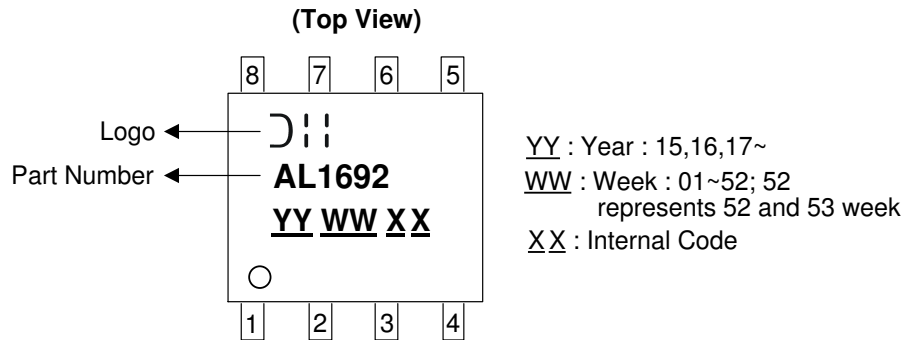 (Top View)
8 7 6 5
Logo
Part Number
AL1692
YY WW X X
1 2 3 4
YY : Year : 15,16,17~
WW : Week : 01~52; 52
represents 52 and 53 week
X X : Internal Code